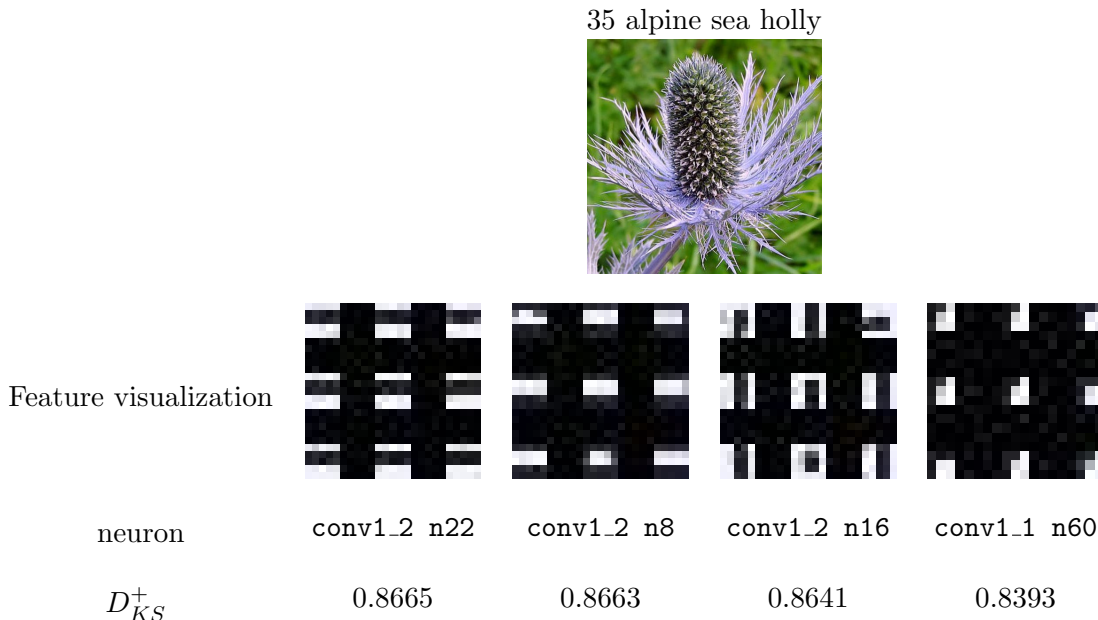 35 alpine sea holly
Feature visualization
neuron conv1_2 n22 conv1_2 n8 conv1_2 n16 conv1_1 n60
D⁺_KS 0.8665 0.8663 0.8641 0.8393